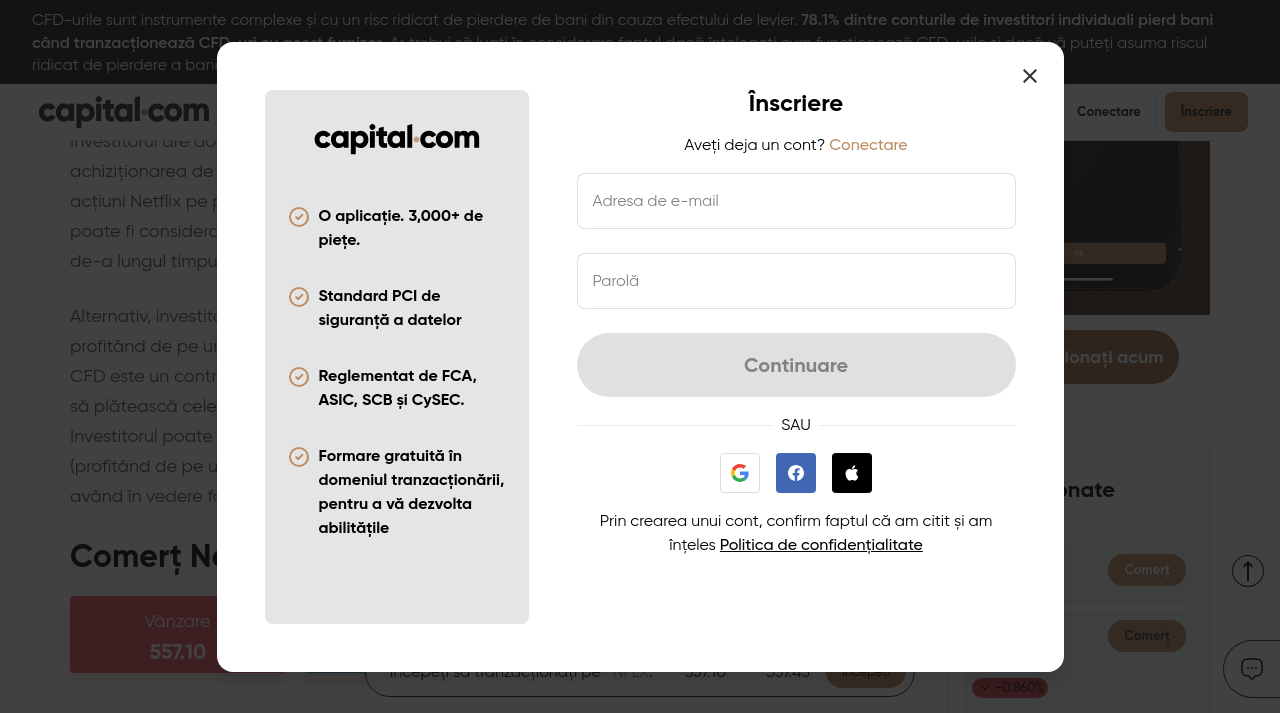 CFD-urile sunt instrumente complexe și cu un risc ridicat de pierdere de bani din cauza efectului de levier. 78.1% dintre conturile de investitori individuali pierd bani
când tranzacționează CFD-uri cu acest furnizor. Ar trebui să luați în considerare faptul dacă înțelegeți cum funcționează CFD-urile și dacă vă puteți asuma riscul
ridicat de pierdere a bani
capital.com
Conectare
Înscriere
Investitorul are do
achiziționarea de
acțiuni Netflix pe p
poate fi considera
de-a lungul timpu
Alternativ, investito
profitând de pe u
CFD este un contr
să plătească cele
Investitorul poate
(profitând de pe u
având în vedere fa
Comerț Ne
Vânzare
557.10
×
capital.com
O aplicație. 3,000+ de
piețe.
Standard PCI de
siguranță a datelor
Reglementat de FCA,
ASIC, SCB și CySEC.
Formare gratuită în
domeniul tranzacționării,
pentru a vă dezvolta
abilitățile
Înscriere
Aveți deja un cont? Conectare
Adresa de e-mail
Parolă
Continuare
SAU
Prin crearea unui cont, confirm faptul că am citit și am
înțeles Politica de confidențialitate
ionați acum
onate
Comerț
Comerț
-0.860%
Începeți să tranzacționați pe NFLX:
557.10
557.45
Începeți